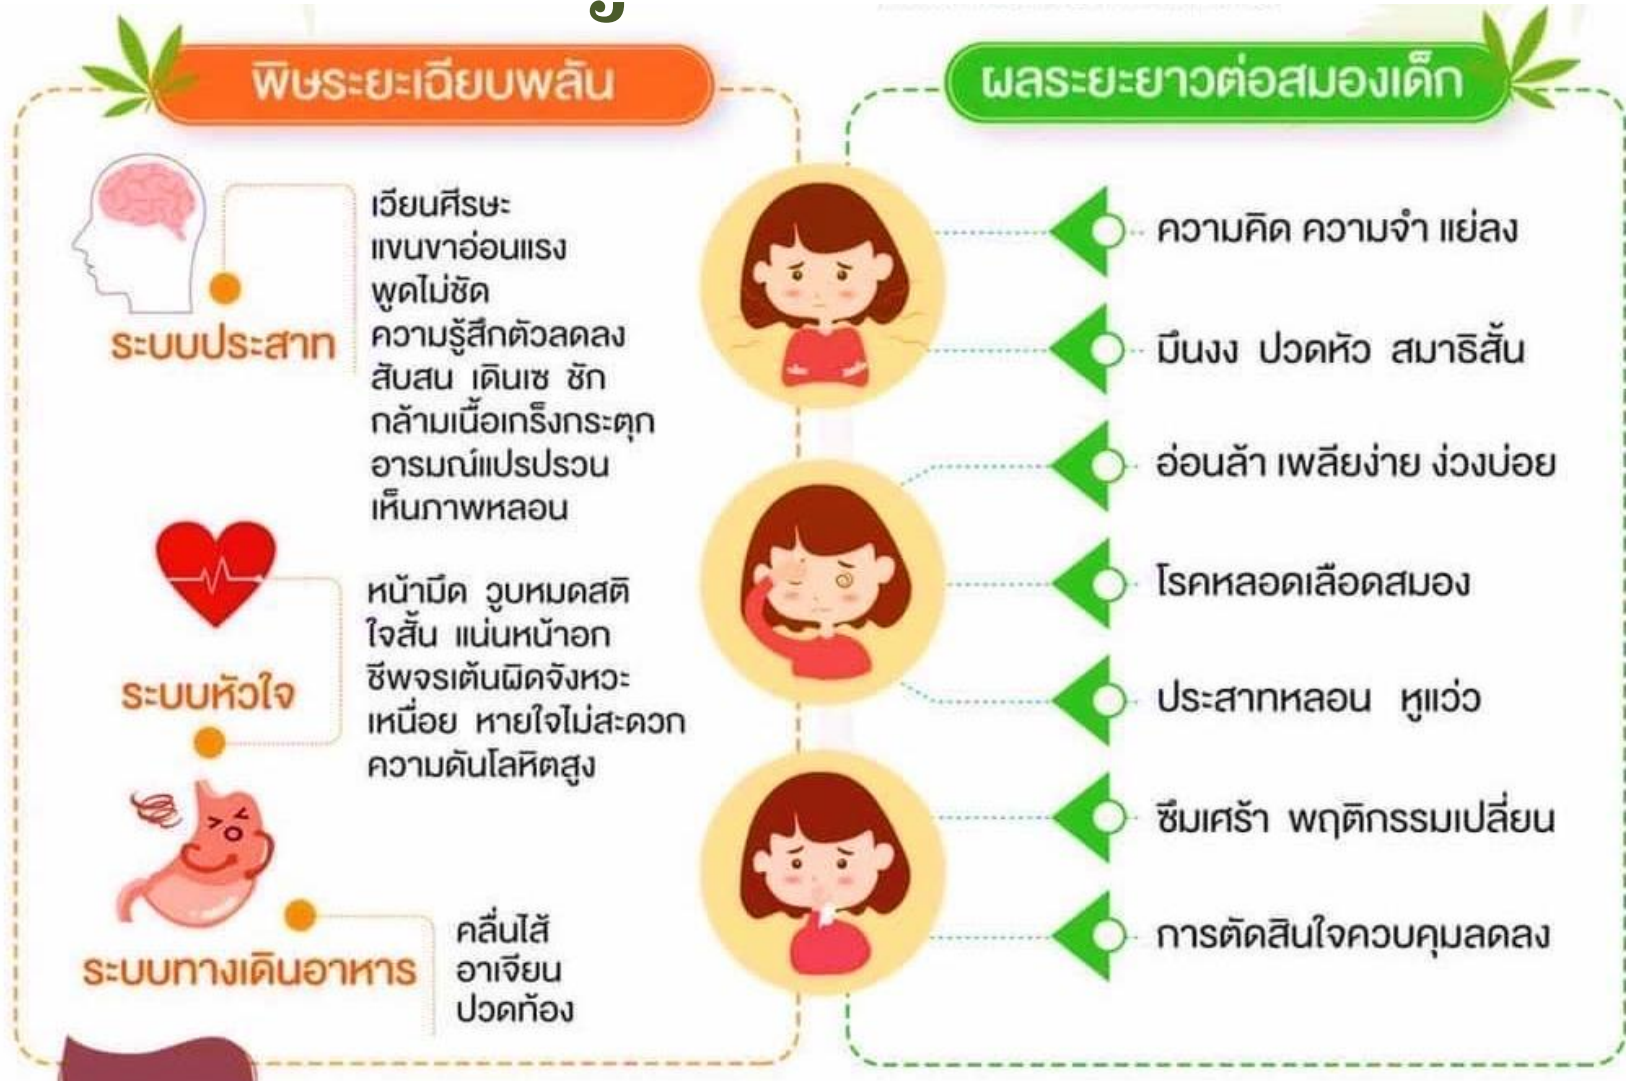 พิษระยะเฉียบพลัน
เวียนศีรษะ
แขนขาอ่อนแรง
พูดไม่ชัด
ความรู้สึกตัวลดลง
สับสน เดินเซ ชัก
กล้ามเนื้อเกร็งกระตุก
อารมณ์แปรปรวน
เห็นภาพหลอน
ระบบประสาท
หน้ามืด วูบหมดสติ
ใจสั้น แน่นหน้าอก
ชีพจรเต้นผิดจังหวะ
เหนื่อย หายใจไม่สะดวก
ความดันโลหิตสูง
ระบบหัวใจ
คลื่นไส้
อาเจียน
ปวดท้อง
ระบบทางเดินอาหาร
ผลระยะยาวต่อสมองเด็ก
ความคิด ความจำ แย่ลง
มึนงง ปวดหัว สมาธิสั้น
อ่อนล้า เพลียง่าย ง่วงบ่อย
โรคหลอดเลือดสมอง
ประสาทหลอน หูแว่ว
ซึมเศร้า พฤติกรรมเปลี่ยน
การตัดสินใจควบคุมลดลง